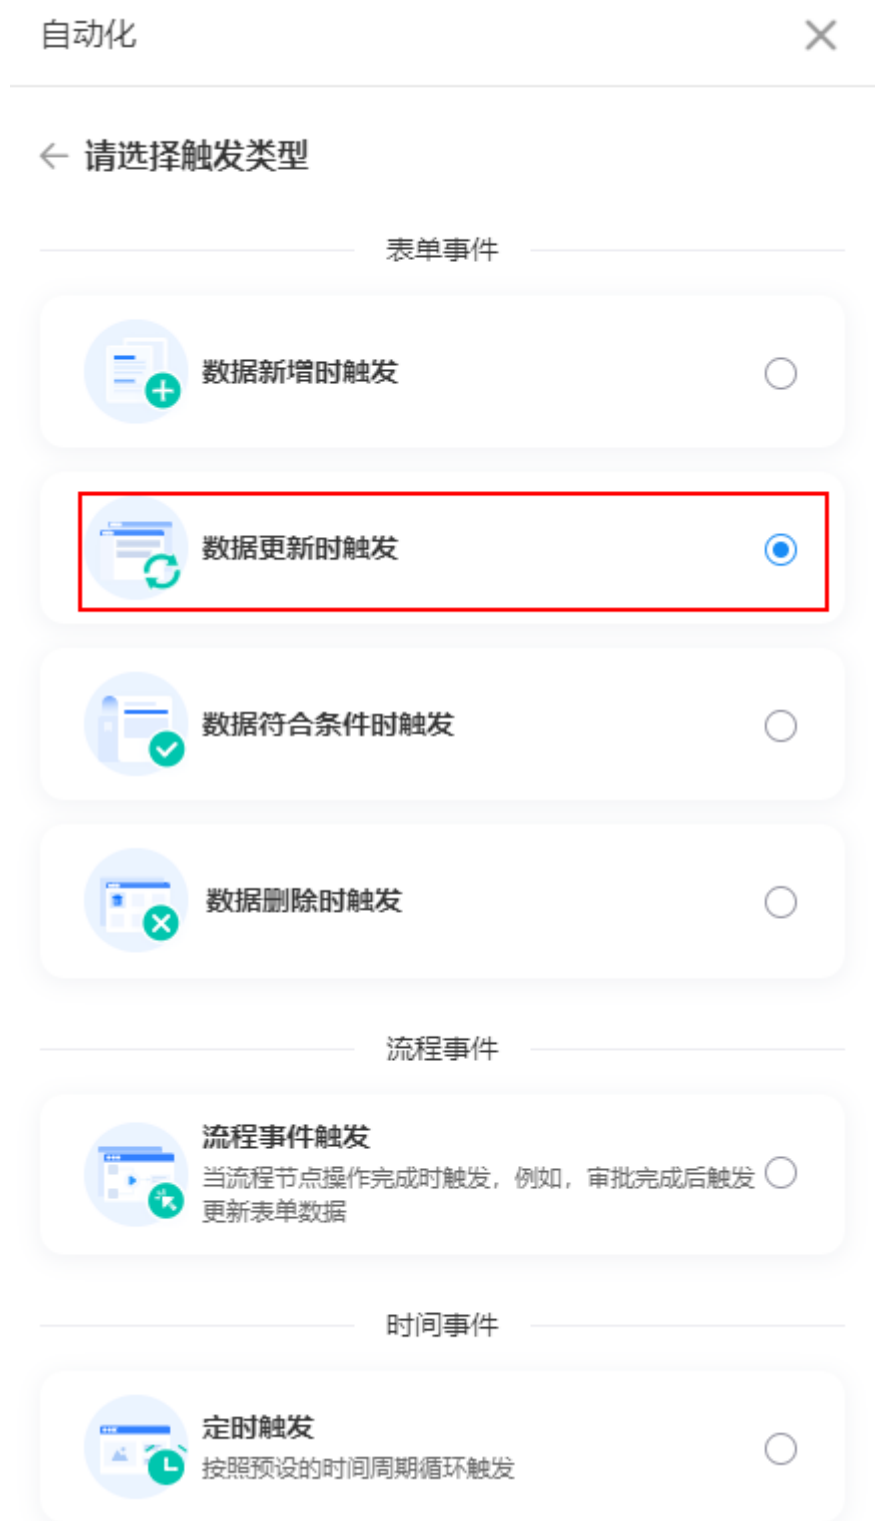 自动化
请选择触发类型
表单事件
数据新增时触发
数据更新时触发
数据符合条件时触发
数据删除时触发
流程事件
流程事件触发
当流程节点操作完成时触发，例如，审批完成后触发
更新表单数据
时间事件
定时触发
按照预设的时间周期循环触发